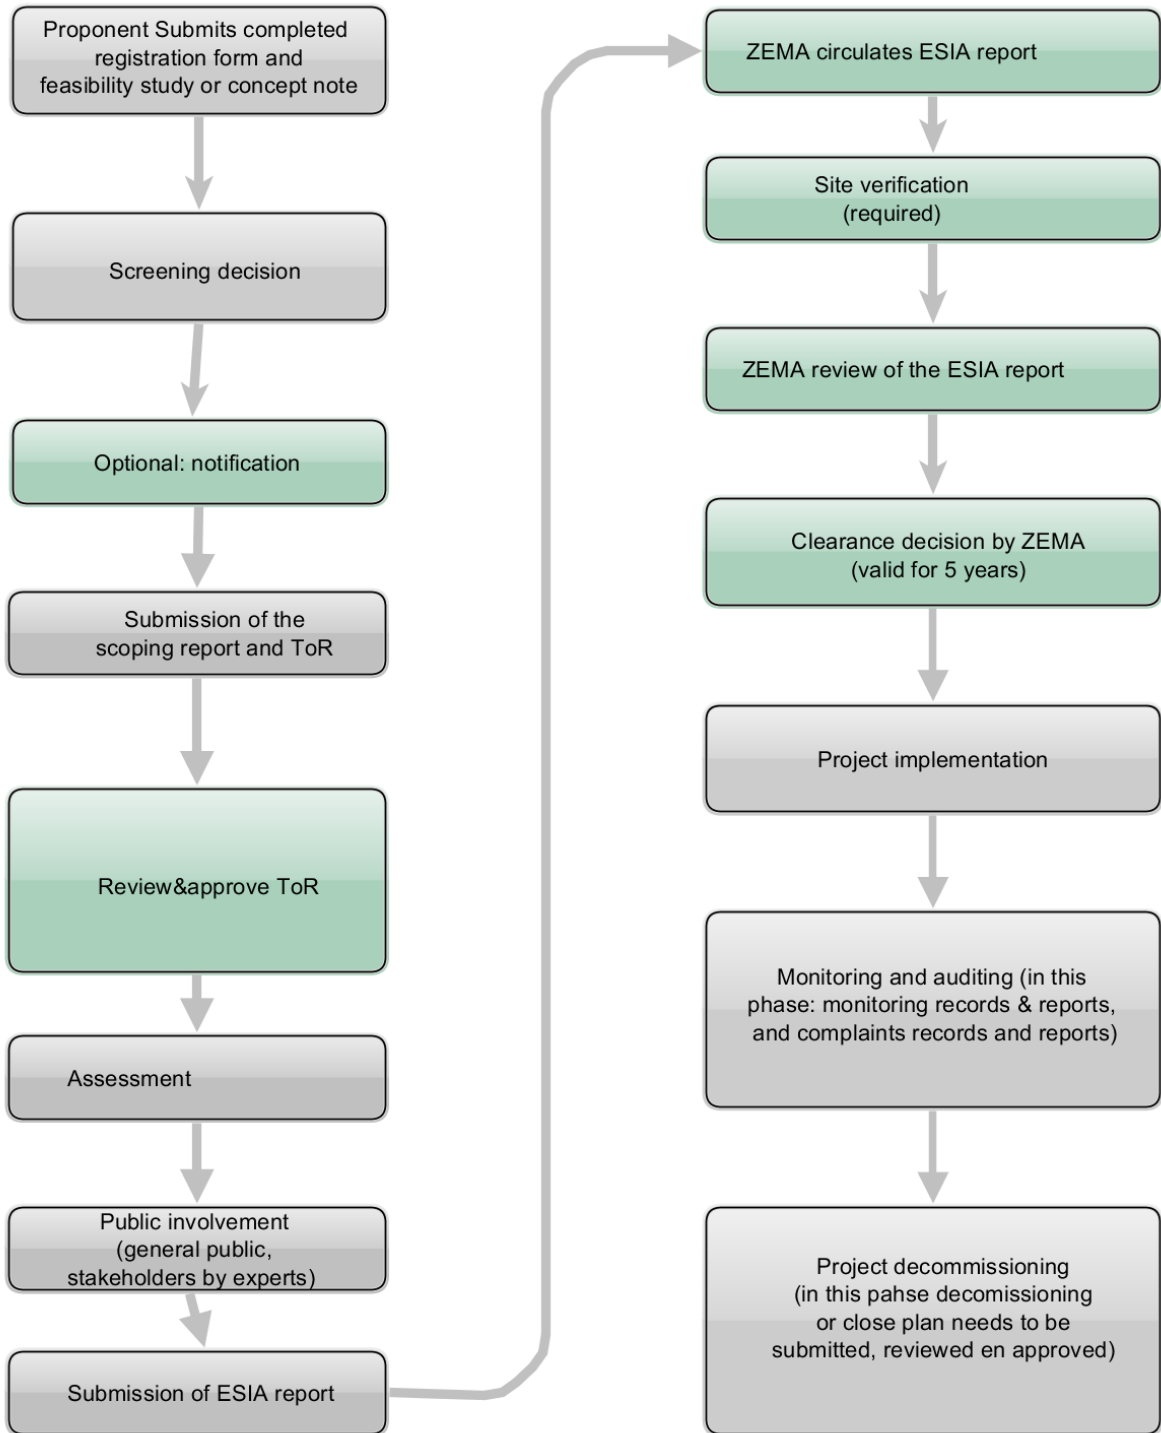 Proponent Submits completed
registration form and
feasibility study or concept note
Screening decision
Optional: notification
Submission of the
scoping report and ToR
Review&approve ToR
Assessment
Public involvement
(general public,
stakeholders by experts)
Submission of ESIA report
ZEMA circulates ESIA report
Site verification
(required)
ZEMA review of the ESIA report
Clearance decision by ZEMA
(valid for 5 years)
Project implementation
Monitoring and auditing (in this
phase: monitoring records & reports,
and complaints records and reports)
Project decommissioning
(in this pahse decomissioning
or close plan needs to be
submitted, reviewed en approved)